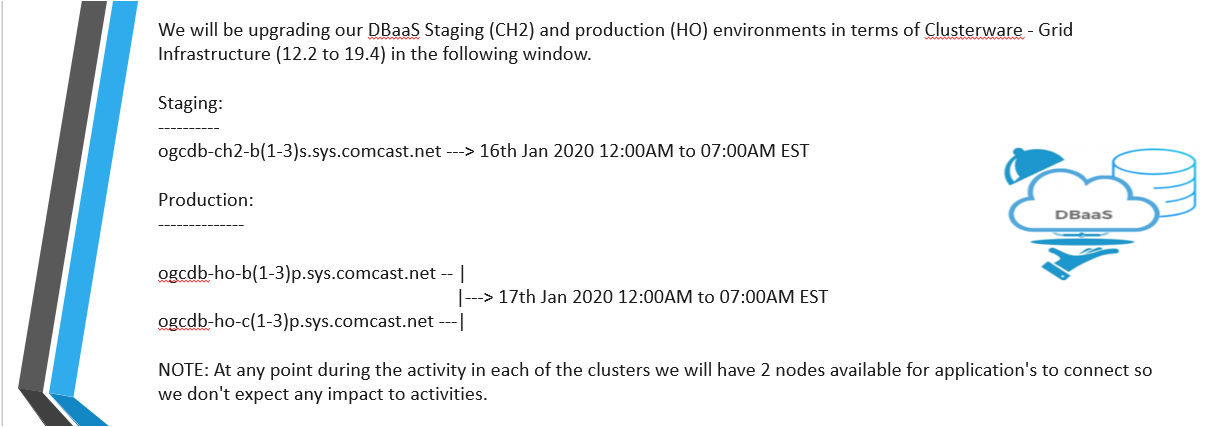 We will be upgrading our DBaaS Staging (CH2) and production (HO) environments in terms of Clusterware - Grid
Infrastructure (12.2 to 19.4) in the following window.
Staging:
----------
ogcdb-ch2-b(1-3)s.sys.comcast.net ---> 16th Jan 2020 12:00AM to 07:00AM EST
Production:
--------------
ogcdb-ho-b(1-3)p.sys.comcast.net -- |
|---> 17th Jan 2020 12:00AM to 07:00AM EST
ogcdb-ho-c(1-3)p.sys.comcast.net ---|
DBaaS
NOTE: At any point during the activity in each of the clusters we will have 2 nodes available for application's to connect so
we don't expect any impact to activities.